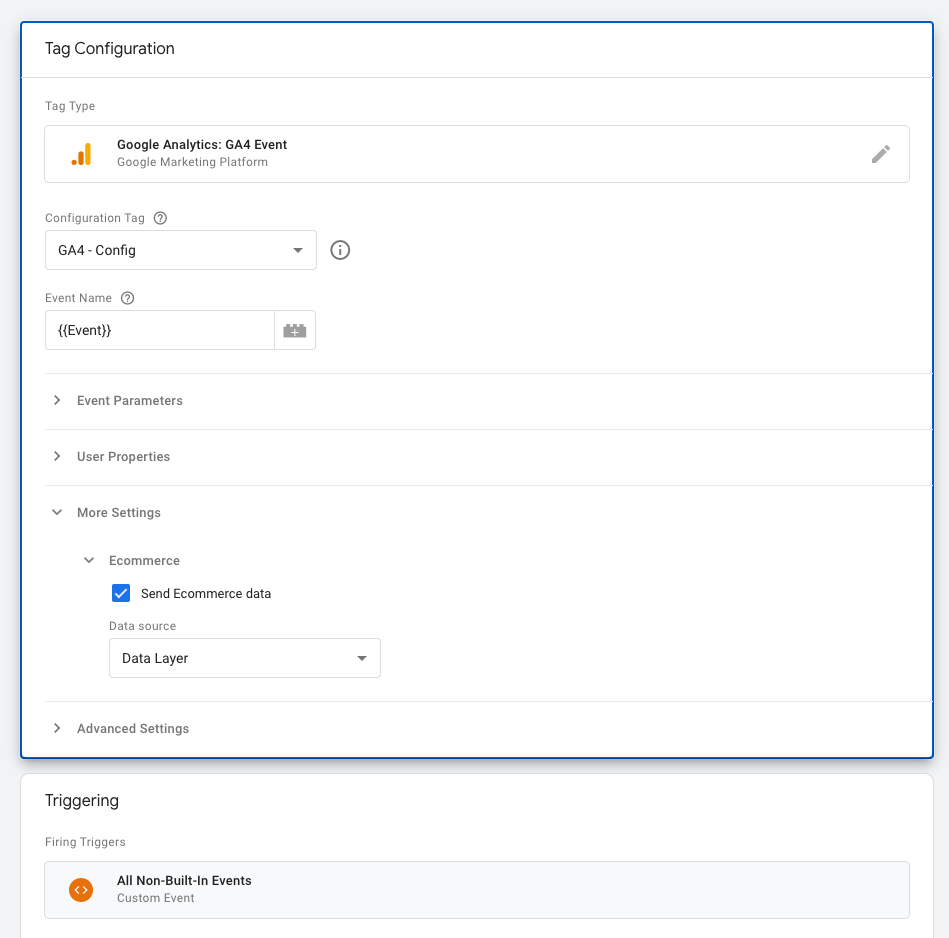 Tag Configuration
Tag Type
Google Analytics: GA4 Event
Google Marketing Platform
Configuration Tag
GA4 - Config
Event Name
{{Event}}
Event Parameters
User Properties
More Settings
Ecommerce
Send Ecommerce data
Data source
Data Layer
Advanced Settings
Triggering
Firing Triggers
All Non-Built-In Events
Custom Event